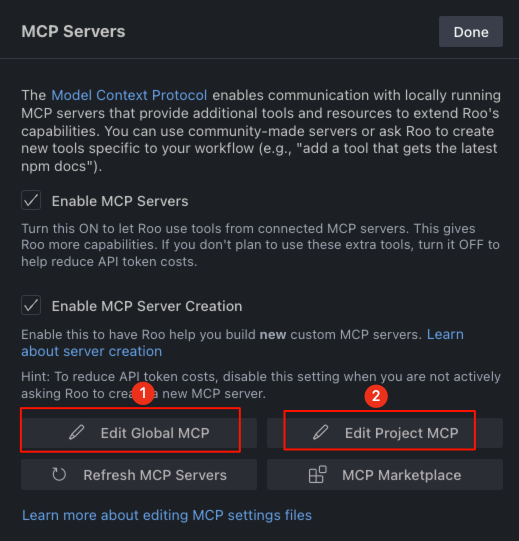 MCP Servers
Done
The Model Context Protocol enables communication with locally running
MCP servers that provide additional tools and resources to extend Roo's
capabilities. You can use community-made servers or ask Roo to create
new tools specific to your workflow (e.g., "add a tool that gets the latest
npm docs").
Enable MCP Servers
Turn this ON to let Roo use tools from connected MCP servers. This gives
Roo more capabilities. If you don't plan to use these extra tools, turn it OFF to
help reduce API token costs.
Enable MCP Server Creation
Enable this to have Roo help you build new custom MCP servers. Learn
about server creation
Hint: To reduce API token costs, disable this setting when you are not actively
asking Roo to create a new MCP server.
1
2
Edit Global MCP
Edit Project MCP
Refresh MCP Servers
MCP Marketplace
Learn more about editing MCP settings files